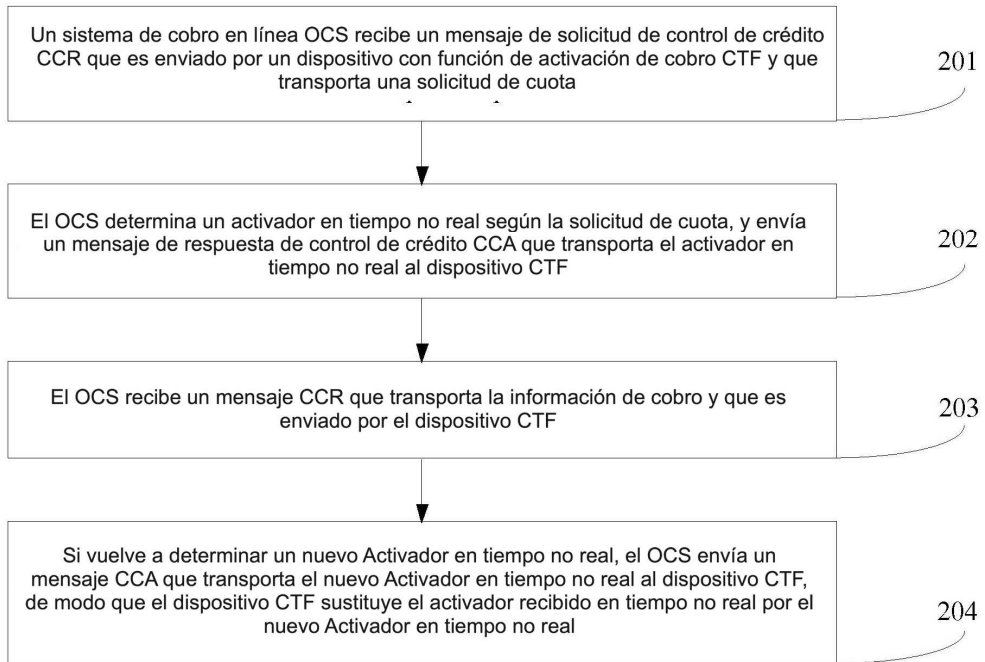 Un sistema de cobro en línea OCS recibe un mensaje de solicitud de control de crédito
CCR que es enviado por un dispositivo con función de activación de cobro CTF y que
transporta una solicitud de cuota
201
El OCS determina un activador en tiempo no real según la solicitud de cuota, y envía
un mensaje de respuesta de control de crédito CCA que transporta el activador en
tiempo no real al dispositivo CTF
202
El OCS recibe un mensaje CCR que transporta la información de cobro y que es
enviado por el dispositivo CTF
203
Si vuelve a determinar un nuevo Activador en tiempo no real, el OCS envía un
mensaje CCA que transporta el nuevo Activador en tiempo no real al dispositivo CTF,
de modo que el dispositivo CTF sustituye el activador recibido en tiempo no real por el
nuevo Activador en tiempo no real
204